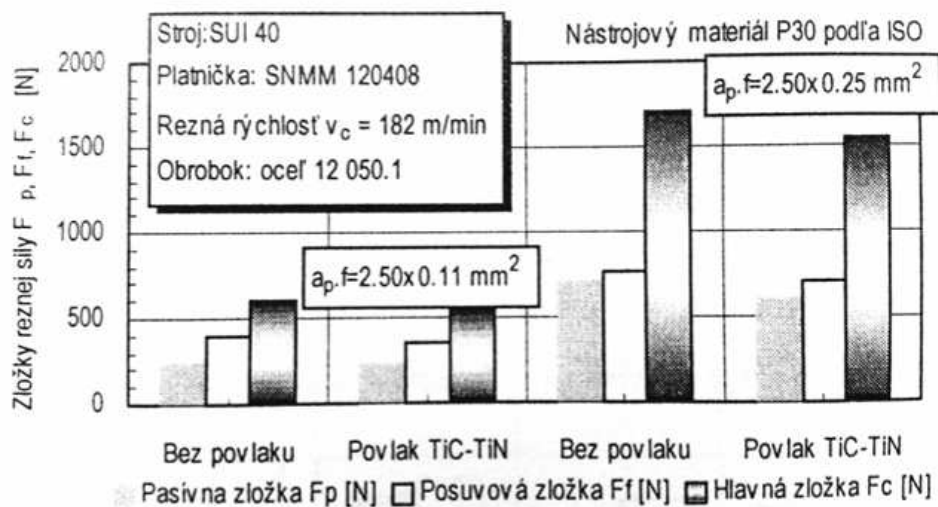 Stroj:SUI 40
Platnička: SNMM 120408
Rezná rýchlosť vc = 182 m/min
Obrobok: oceľ 12 050.1
Nástrojový materiál P30 podľa ISO
ap.f=2.50x0.25 mm2
ap.f=2.50x0.11 mm2
Zložky reznej sily F p, Ff, Fc [N]
2000
1500
1000
500
0
Bez povlaku Povlak TiC-TiN Bez povlaku Povlak TiC-TiN
Pasívna zložka Fp [N] Posuvová zložka Ff [N] Hlavná zložka Fc [N]